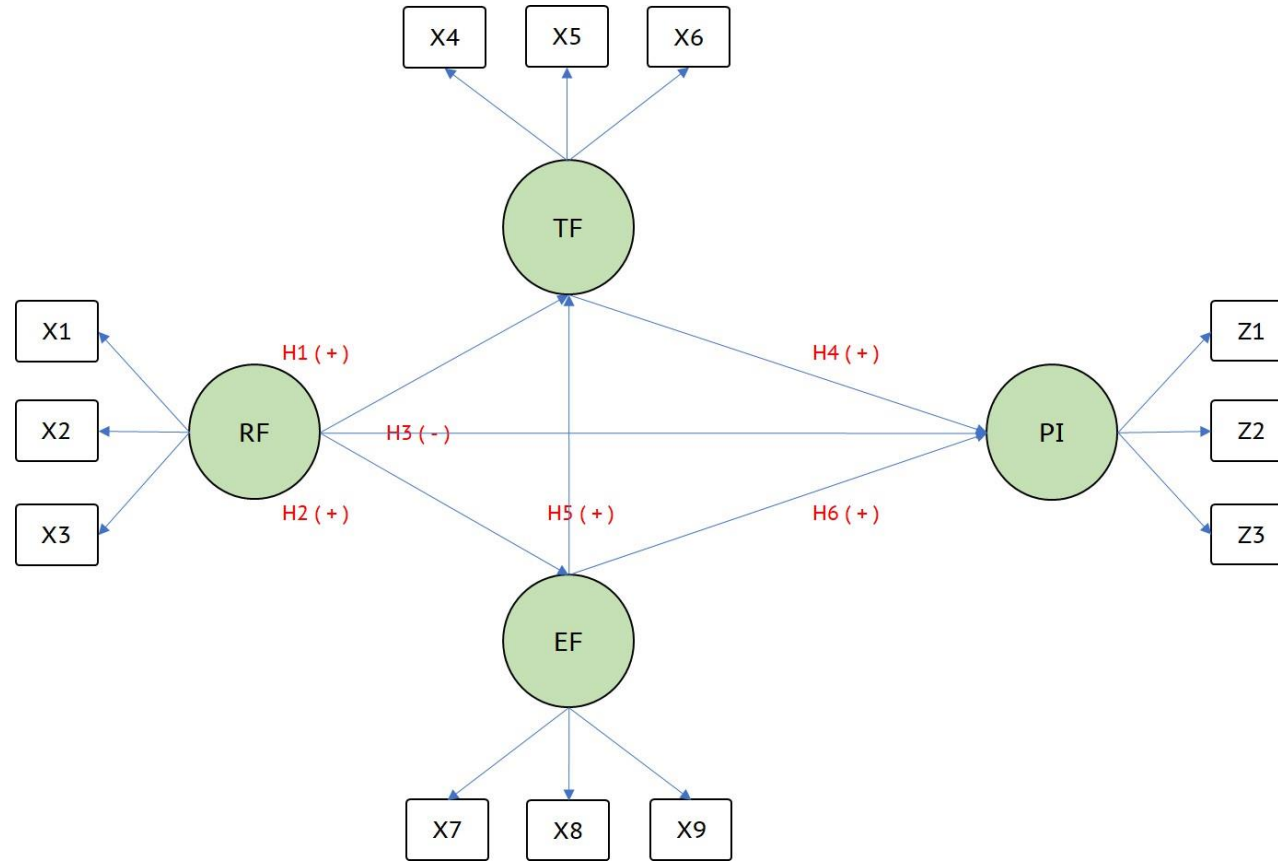 X4
X5
X6
TF
X1
X2
X3
RF
H1 ( + )
H3 ( - )
H2 ( + )
H5 ( + )
H4 ( + )
H6 ( + )
PI
Z1
Z2
Z3
EF
X7
X8
X9